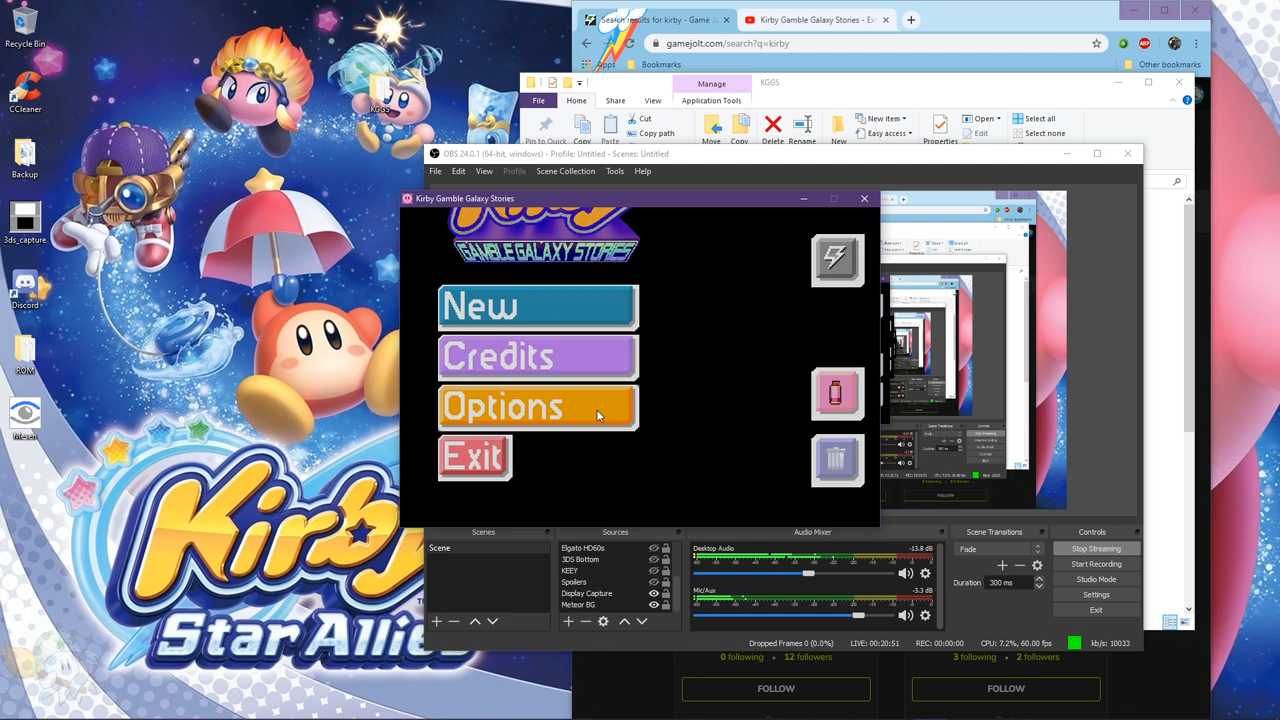 Recycle Bin
CCleaner
Backup
3ds_capture
Discord
ROM
Mesen
KGGS
Kirby
Star Allies
Search results for kirby - Game J
Kirby Gamble Galaxy Stories - Ext
gamejolt.com/search?q=kirby
Apps
Bookmarks
Other bookmarks
Manage
KGGS
File
Home
Share
View
Application Tools
Cut
Copy path
New item
Easy access
Open
Edit
Select all
Select none
Pin to Quick
Copy
Paste
Move
Copy
Delete
Rename
New
Properties
OBS 24.0.1 (64-bit, windows) - Profile: Untitled - Scenes: Untitled
File
Edit
View
Profile
Scene Collection
Tools
Help
Kirby Gamble Galaxy Stories
Kirby
GAMBLE GALAXY STORIES
New
Credits
Options
Exit
Scenes
Sources
Audio Mixer
Scene Transitions
Controls
Scene
Elgato HD60s
3DS Bottom
KEEY
Spoilers
Display Capture
Meteor BG
Desktop Audio
-13.8 dB
Mic/Aux
-3.3 dB
Fade
Duration
300 ms
Stop Streaming
Start Recording
Studio Mode
Settings
Exit
Dropped Frames 0 (0.0%)
LIVE: 00:20:51
REC: 00:00:00
CPU: 7.2%, 60.00 fps
kb/s: 10033
0 following • 12 followers
3 following • 2 followers
FOLLOW
FOLLOW